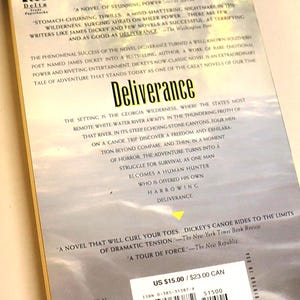 Delta
"A NOVEL OF STUNNING POWER."
"STOMACH-CHURNING THRILLS. A MIND-SHATTERING NIGHTMARE IN THE
WILDERNESS. SURGING SAGA ON SHEER POWER. THERE ARE FEW
WRITERS LIKE JAMES DICKEY AND FEW NOVELS AS SUCCESSFUL, AS TERRIFYING
AND AS GOOD AS DELIVERANCE." —The Washington Post
THE PHENOMENAL SUCCESS OF THE NOVEL DELIVERANCE TURNED A WELL-KNOWN SOUTHERN
POET NAMED JAMES DICKEY INTO A BESTSELLING AUTHOR. A WORK OF RARE EMOTIONAL
POWER AND RIVETING ENTERTAINMENT, DICKEY'S NOW CLASSIC NOVEL IS AN EXTRAORDINARY
TALE OF ADVENTURE THAT STANDS TODAY AS ONE OF THE GREAT NOVELS OF OUR TIME.
Deliverance
THE SETTING IS THE GEORGIA WILDERNESS, WHERE THE STATE'S MOST
REMOTE WHITE-WATER RIVER AWAITS. IN THE THUNDERING FROTH OF
THAT RIVER, IN ITS STEEP ECHOING STONE CANYONS, FOUR MEN
ON A CANOE TRIP DISCOVER A FREEDOM AND EXHILARA-
TION BEYOND COMPARE. AND THEN, IN A MOMENT
OF HORROR, THE ADVENTURE TURNS INTO A
STRUGGLE FOR SURVIVAL AS ONE MAN
BECOMES A HUMAN HUNTER
WHO IS OFFERED HIS OWN
HARROWING
DELIVERANCE.
"A NOVEL THAT WILL CURL YOUR TOES. DICKEY'S CANOE RIDES TO THE LIMITS
OF DRAMATIC TENSION." —The New York Times Book Review
"A TOUR DE FORCE." —The New Republic
US $15.00 / $23.00 CAN
51500